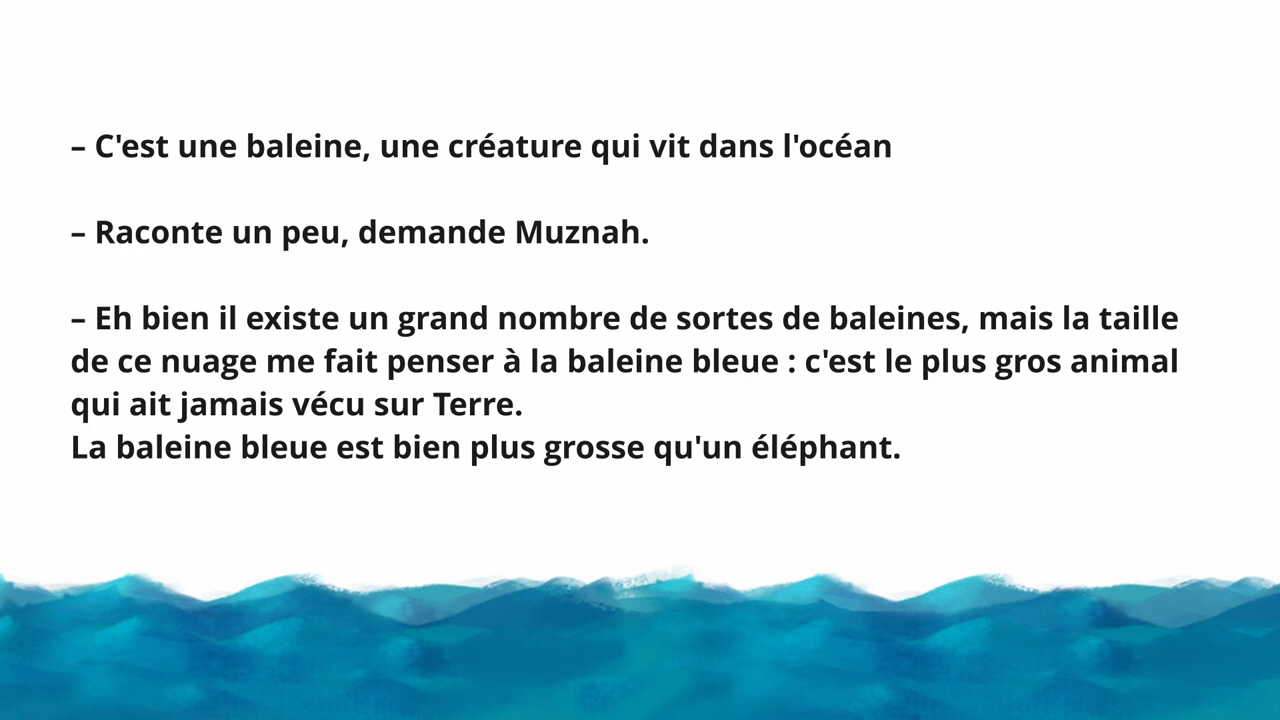 – C'est une baleine, une créature qui vit dans l'océan
– Raconte un peu, demande Muznah.
– Eh bien il existe un grand nombre de sortes de baleines, mais la taille
de ce nuage me fait penser à la baleine bleue : c'est le plus gros animal
qui ait jamais vécu sur Terre.
La baleine bleue est bien plus grosse qu'un éléphant.